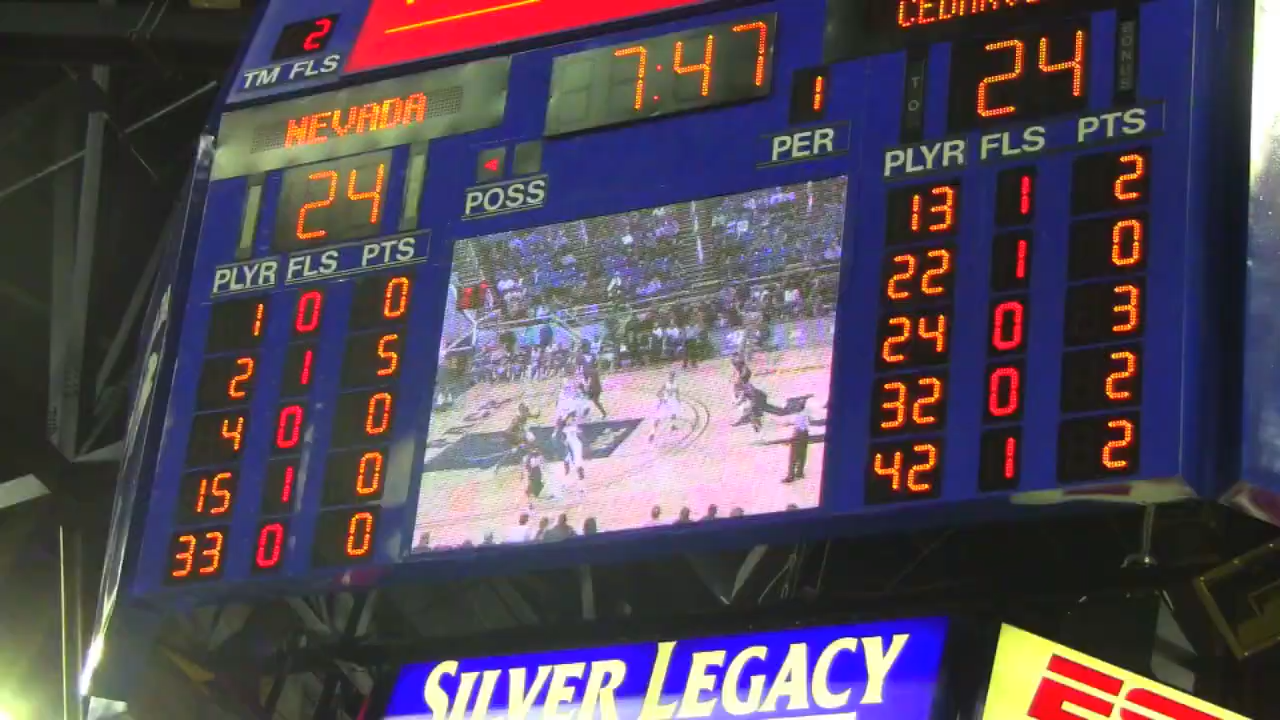 2
TM FLS
NEVADA
24
7:47
POSS
1
PER
TO
24
BONUS
PLYR FLS PTS
1 0 0
2 1 5
4 0 0
15 1 0
33 0 0
PLYR FLS PTS
13 1 2
22 1 0
24 0 3
32 0 2
42 1 2
SILVER LEGACY